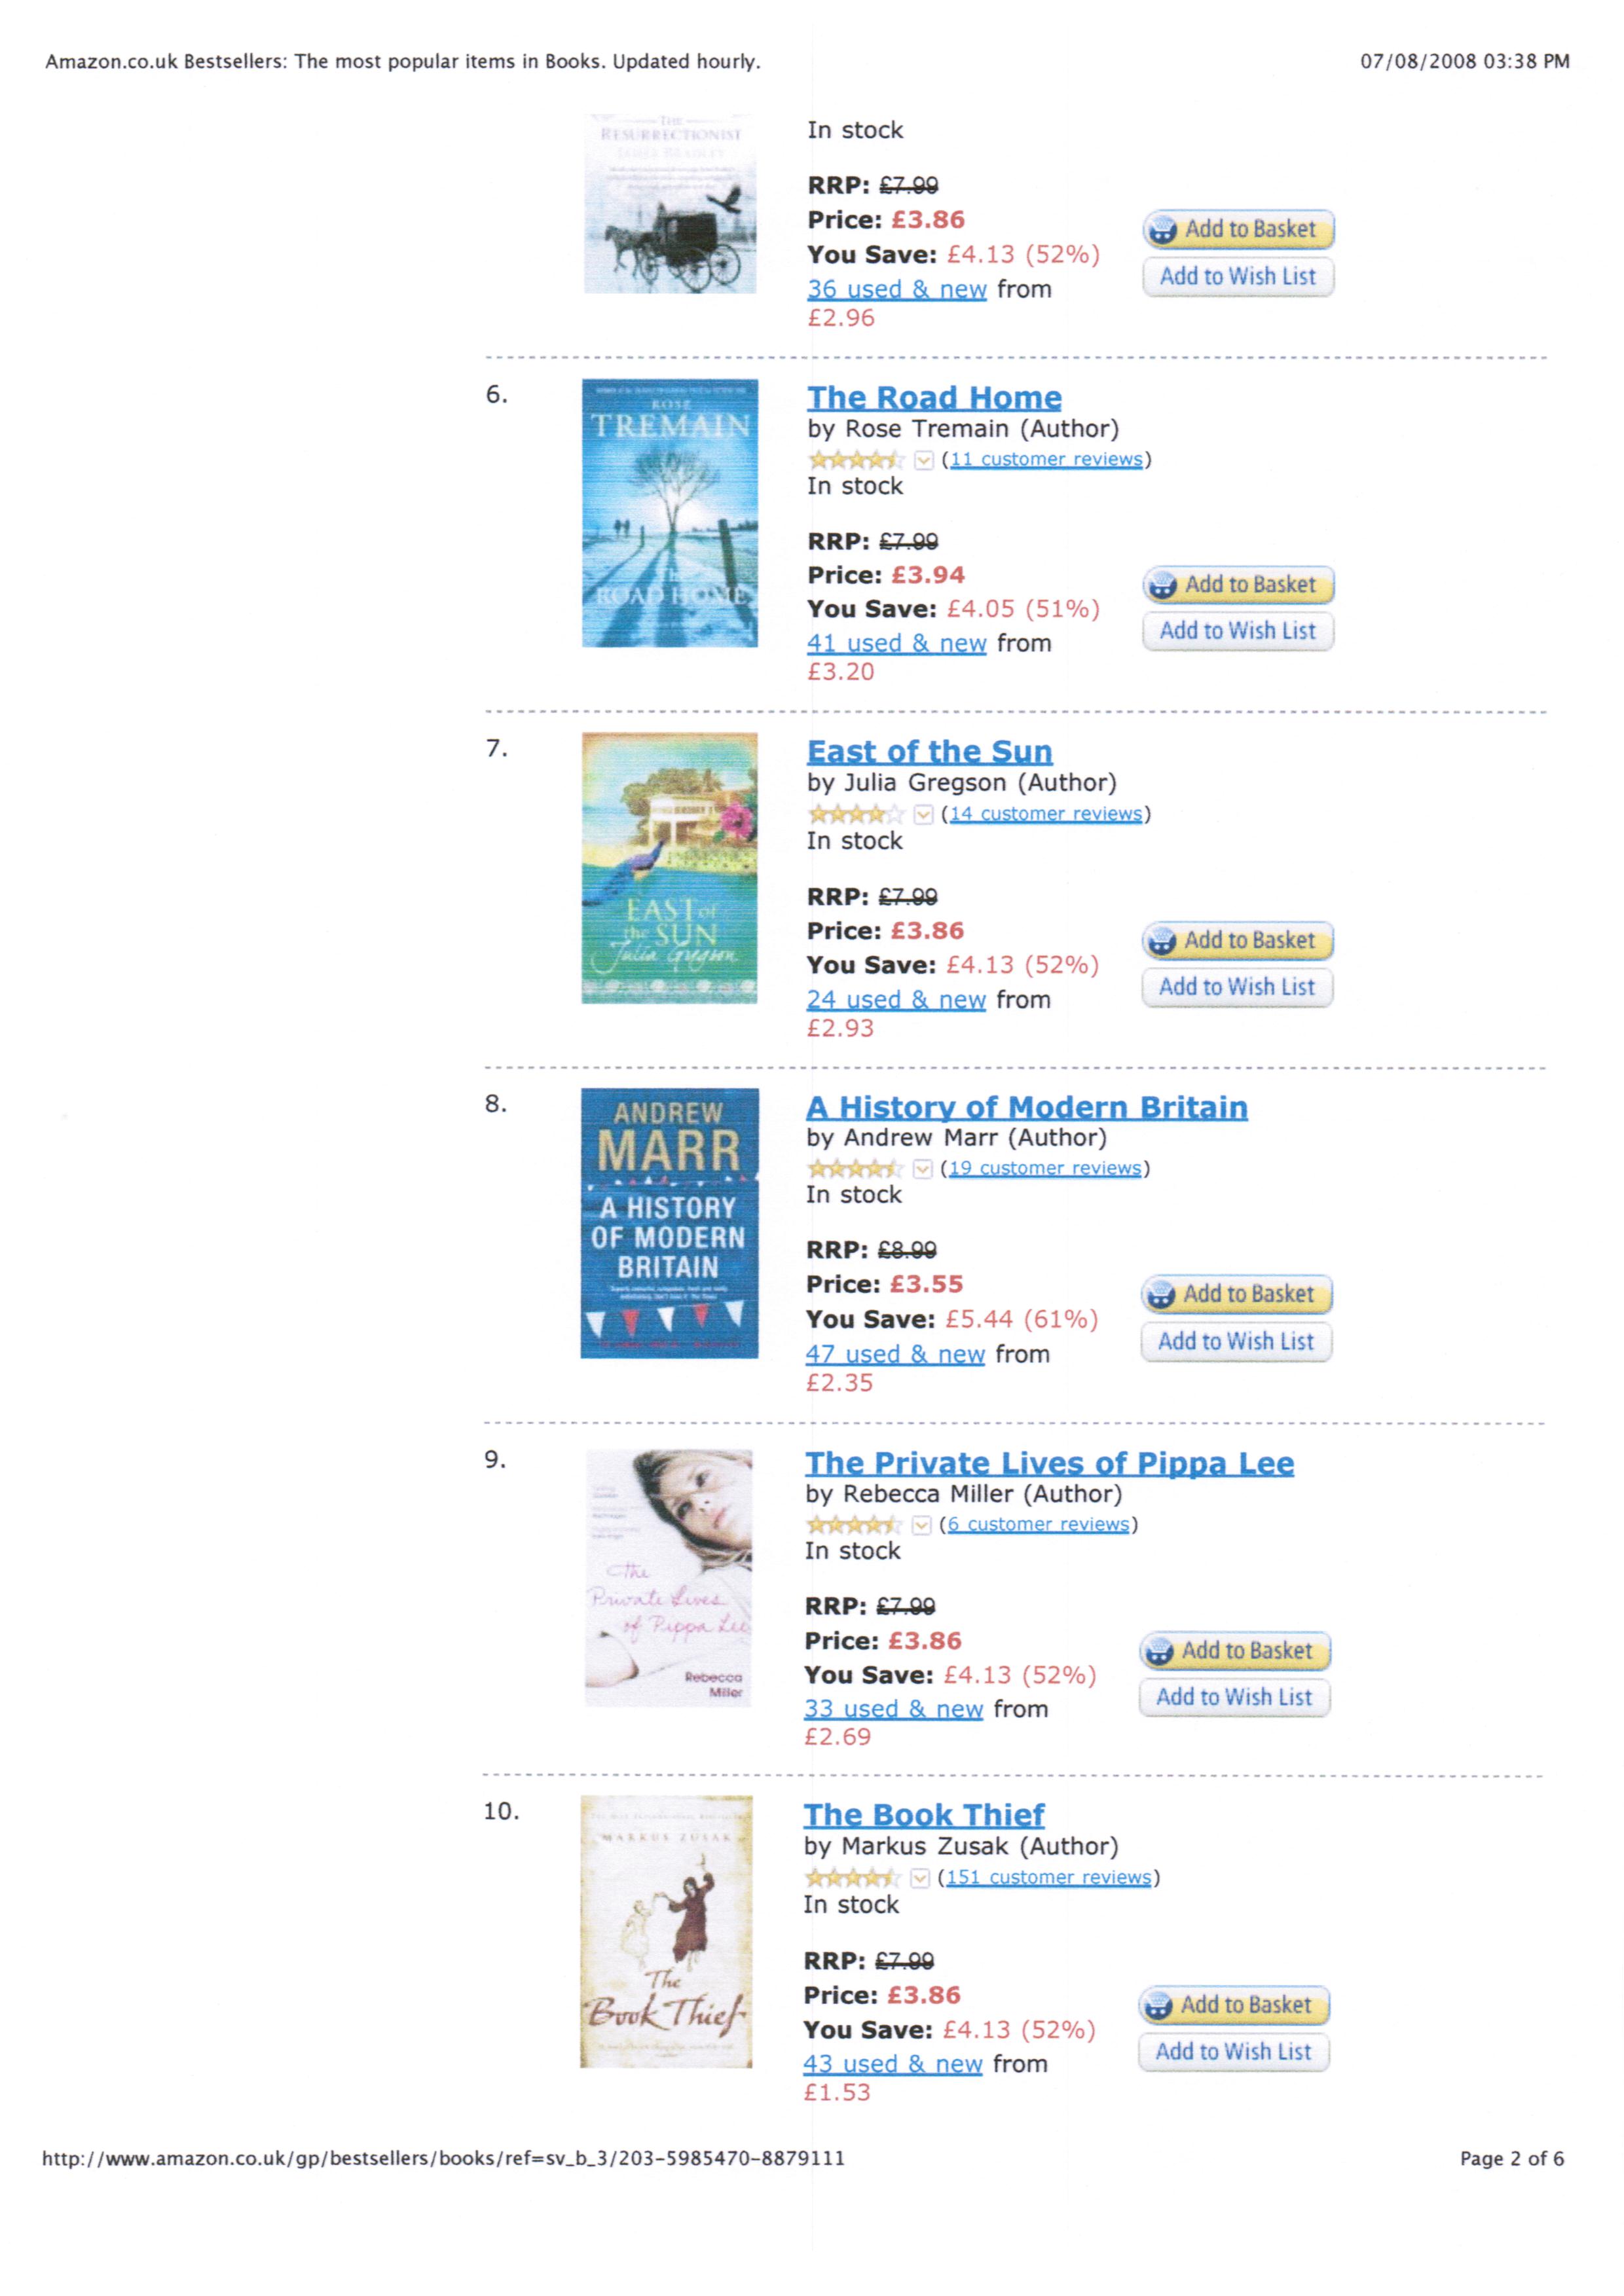 Amazon.co.uk Bestsellers: The most popular items in Books. Updated hourly.
07/08/2008 03:38 PM
THE
RESURRECTIONIST
JAMES BRADLEY
In stock
RRP: £7.99
Price: £3.86
You Save: £4.13 (52%)
36 used & new from
£2.96
Add to Basket
Add to Wish List
6.
ROSE
TREMAIN
ROAD HOME
The Road Home
by Rose Tremain (Author)
(11 customer reviews)
In stock
RRP: £7.99
Price: £3.94
You Save: £4.05 (51%)
41 used & new from
£3.20
Add to Basket
Add to Wish List
7.
EAST of
the SUN
Julia Gregson
East of the Sun
by Julia Gregson (Author)
(14 customer reviews)
In stock
RRP: £7.99
Price: £3.86
You Save: £4.13 (52%)
24 used & new from
£2.93
Add to Basket
Add to Wish List
8.
ANDREW
MARR
A HISTORY
OF MODERN
BRITAIN
A History of Modern Britain
by Andrew Marr (Author)
(19 customer reviews)
In stock
RRP: £8.99
Price: £3.55
You Save: £5.44 (61%)
47 used & new from
£2.35
Add to Basket
Add to Wish List
9.
The
Private Lives
of Pippa Lee
Rebecca
Miller
The Private Lives of Pippa Lee
by Rebecca Miller (Author)
(6 customer reviews)
In stock
RRP: £7.99
Price: £3.86
You Save: £4.13 (52%)
33 used & new from
£2.69
Add to Basket
Add to Wish List
10.
MARKUS ZUSAK
The
Book Thief
The Book Thief
by Markus Zusak (Author)
(151 customer reviews)
In stock
RRP: £7.99
Price: £3.86
You Save: £4.13 (52%)
43 used & new from
£1.53
Add to Basket
Add to Wish List
http://www.amazon.co.uk/gp/bestsellers/books/ref=sv_b_3/203-5985470-8879111
Page 2 of 6